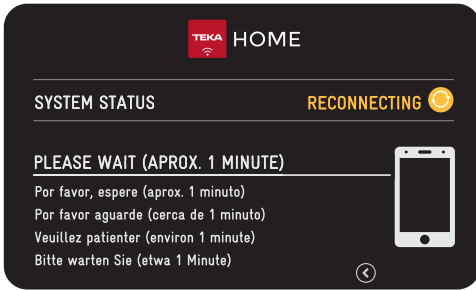 TEKA HOME
SYSTEM STATUS RECONNECTING
PLEASE WAIT (APROX. 1 MINUTE)
Por favor, espere (aprox. 1 minuto)
Por favor aguarde (cerca de 1 minuto)
Veuillez patienter (environ 1 minute)
Bitte warten Sie (etwa 1 Minute)